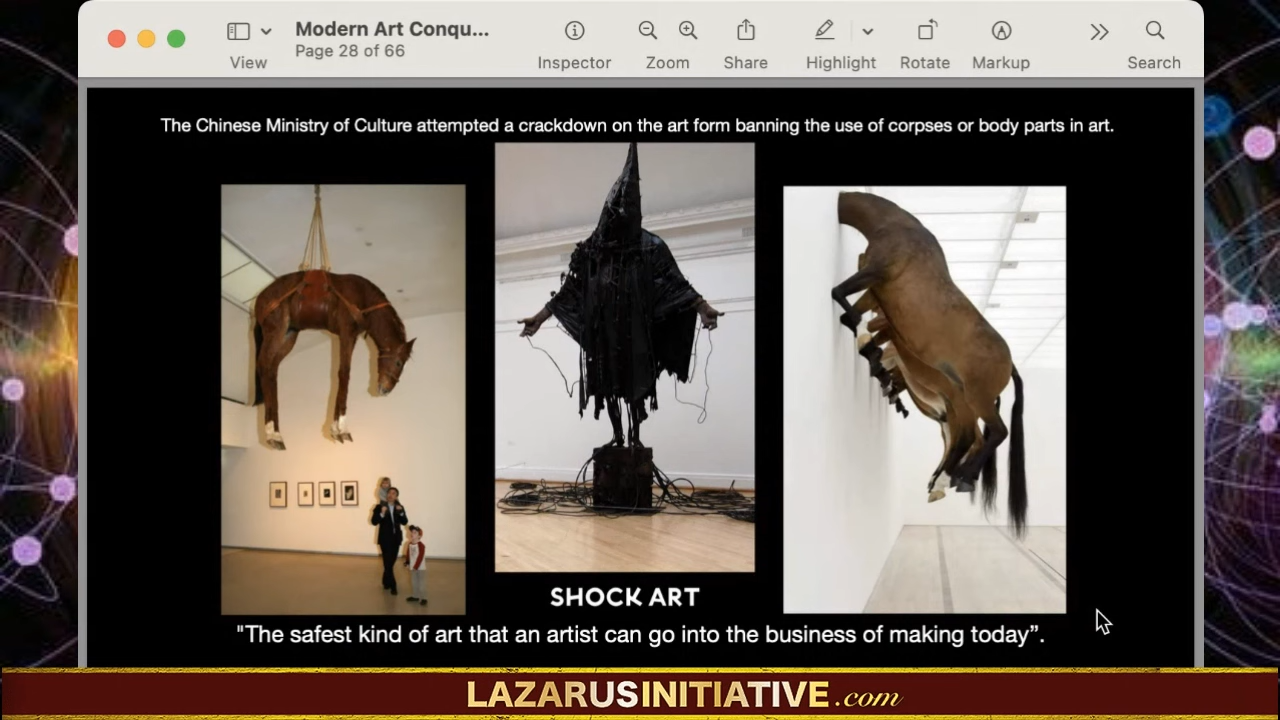 Modern Art Conqu...
Page 28 of 66
View
Inspector
Zoom
Share
Highlight
Rotate
Markup
Search
The Chinese Ministry of Culture attempted a crackdown on the art form banning the use of corpses or body parts in art.
SHOCK ART
"The safest kind of art that an artist can go into the business of making today”.
LAZARUSINITIATIVE.com